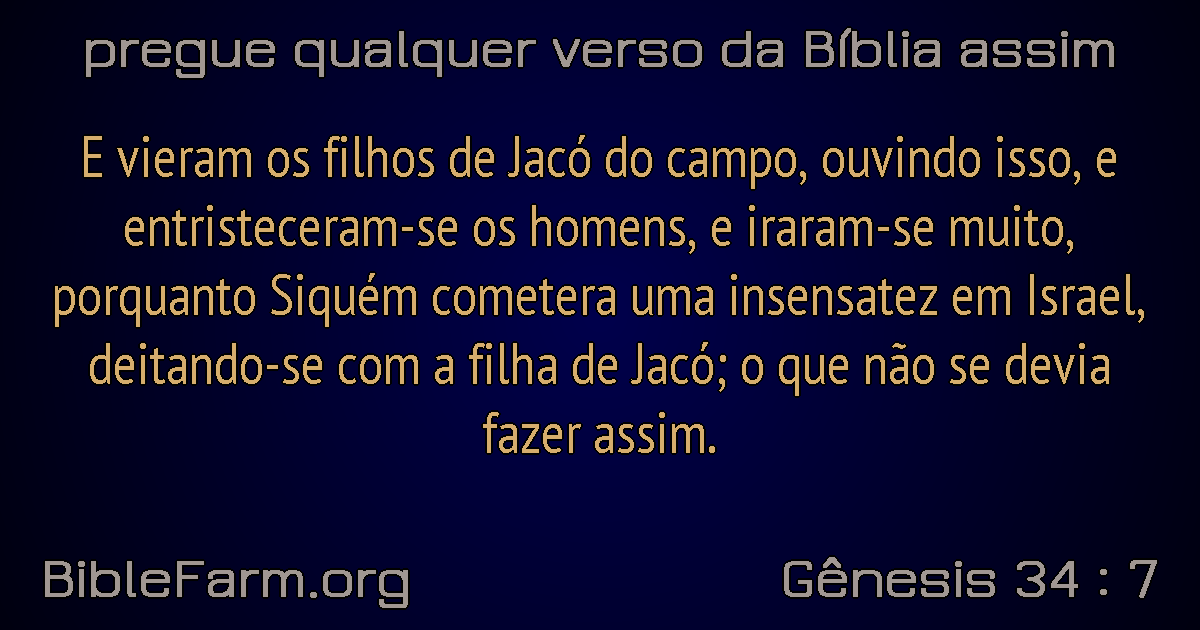 pregue qualquer verso da Bíblia assim
E vieram os filhos de Jacó do campo, ouvindo isso, e
entristeceram-se os homens, e iraram-se muito,
porquanto Siquém cometera uma insensatez em Israel,
deitando-se com a filha de Jacó; o que não se devia
fazer assim.
BibleFarm.org
Gênesis 34 : 7